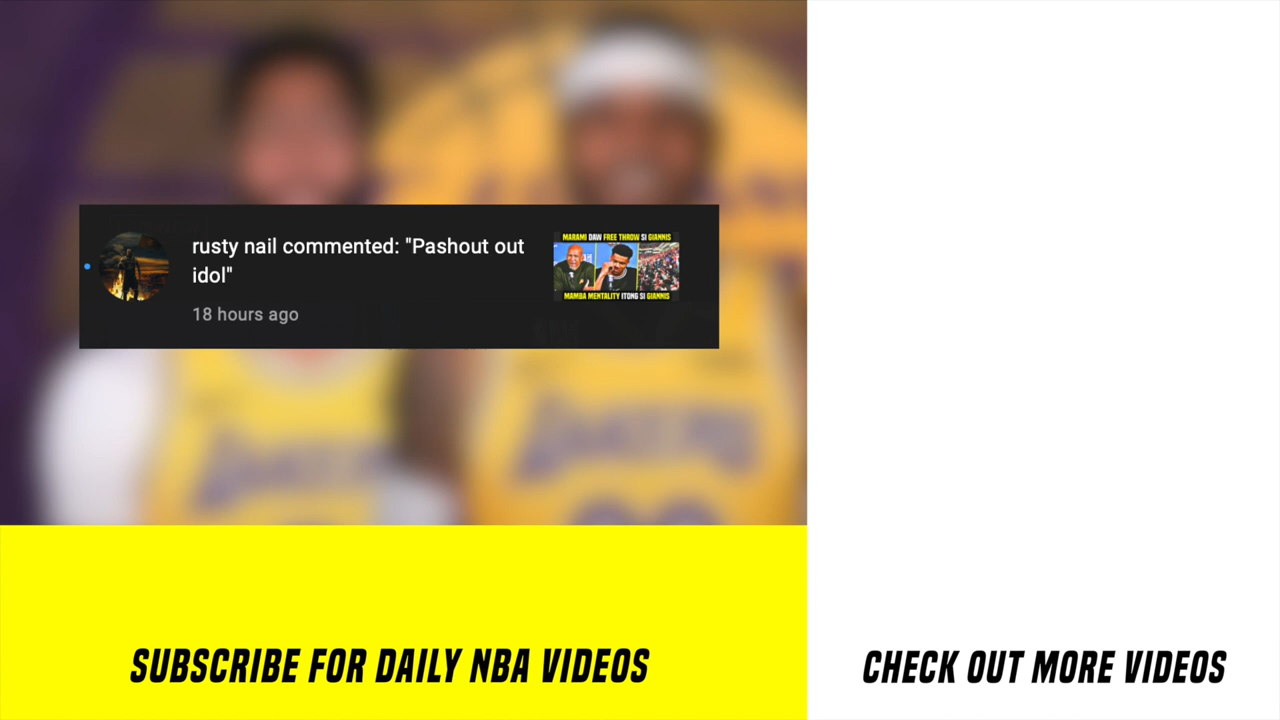 rusty nail commented: "Pashout out
idol"
18 hours ago
MARAMI DAW FREE THROW SI GIANNIS
MAMBA MENTALITY ITONG SI GIANNIS
SUBSCRIBE FOR DAILY NBA VIDEOS
CHECK OUT MORE VIDEOS